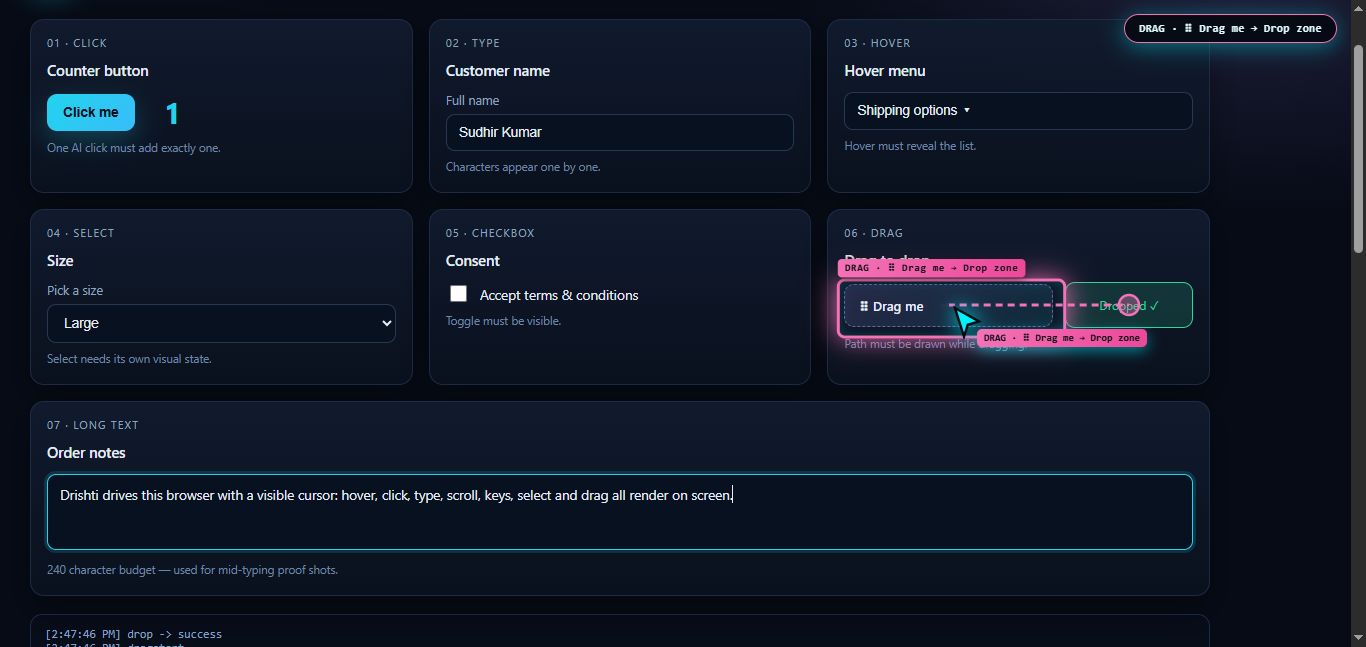 DRAG · ⠿ Drag me → Drop zone
01 · CLICK
Counter button
Click me
1
One AI click must add exactly one.
02 · TYPE
Customer name
Full name
Sudhir Kumar
Characters appear one by one.
03 · HOVER
Hover menu
Shipping options ▾
Hover must reveal the list.
04 · SELECT
Size
Pick a size
Large
Select needs its own visual state.
05 · CHECKBOX
Consent
Accept terms & conditions
Toggle must be visible.
06 · DRAG
DRAG · ⠿ Drag me → Drop zone
⠿ Drag me
Dropped ✓
DRAG · ⠿ Drag me → Drop zone
Path must be drawn while
07 · LONG TEXT
Order notes
Drishti drives this browser with a visible cursor: hover, click, type, scroll, keys, select and drag all render on screen.
240 character budget — used for mid-typing proof shots.
[2:47:46 PM] drop -> success